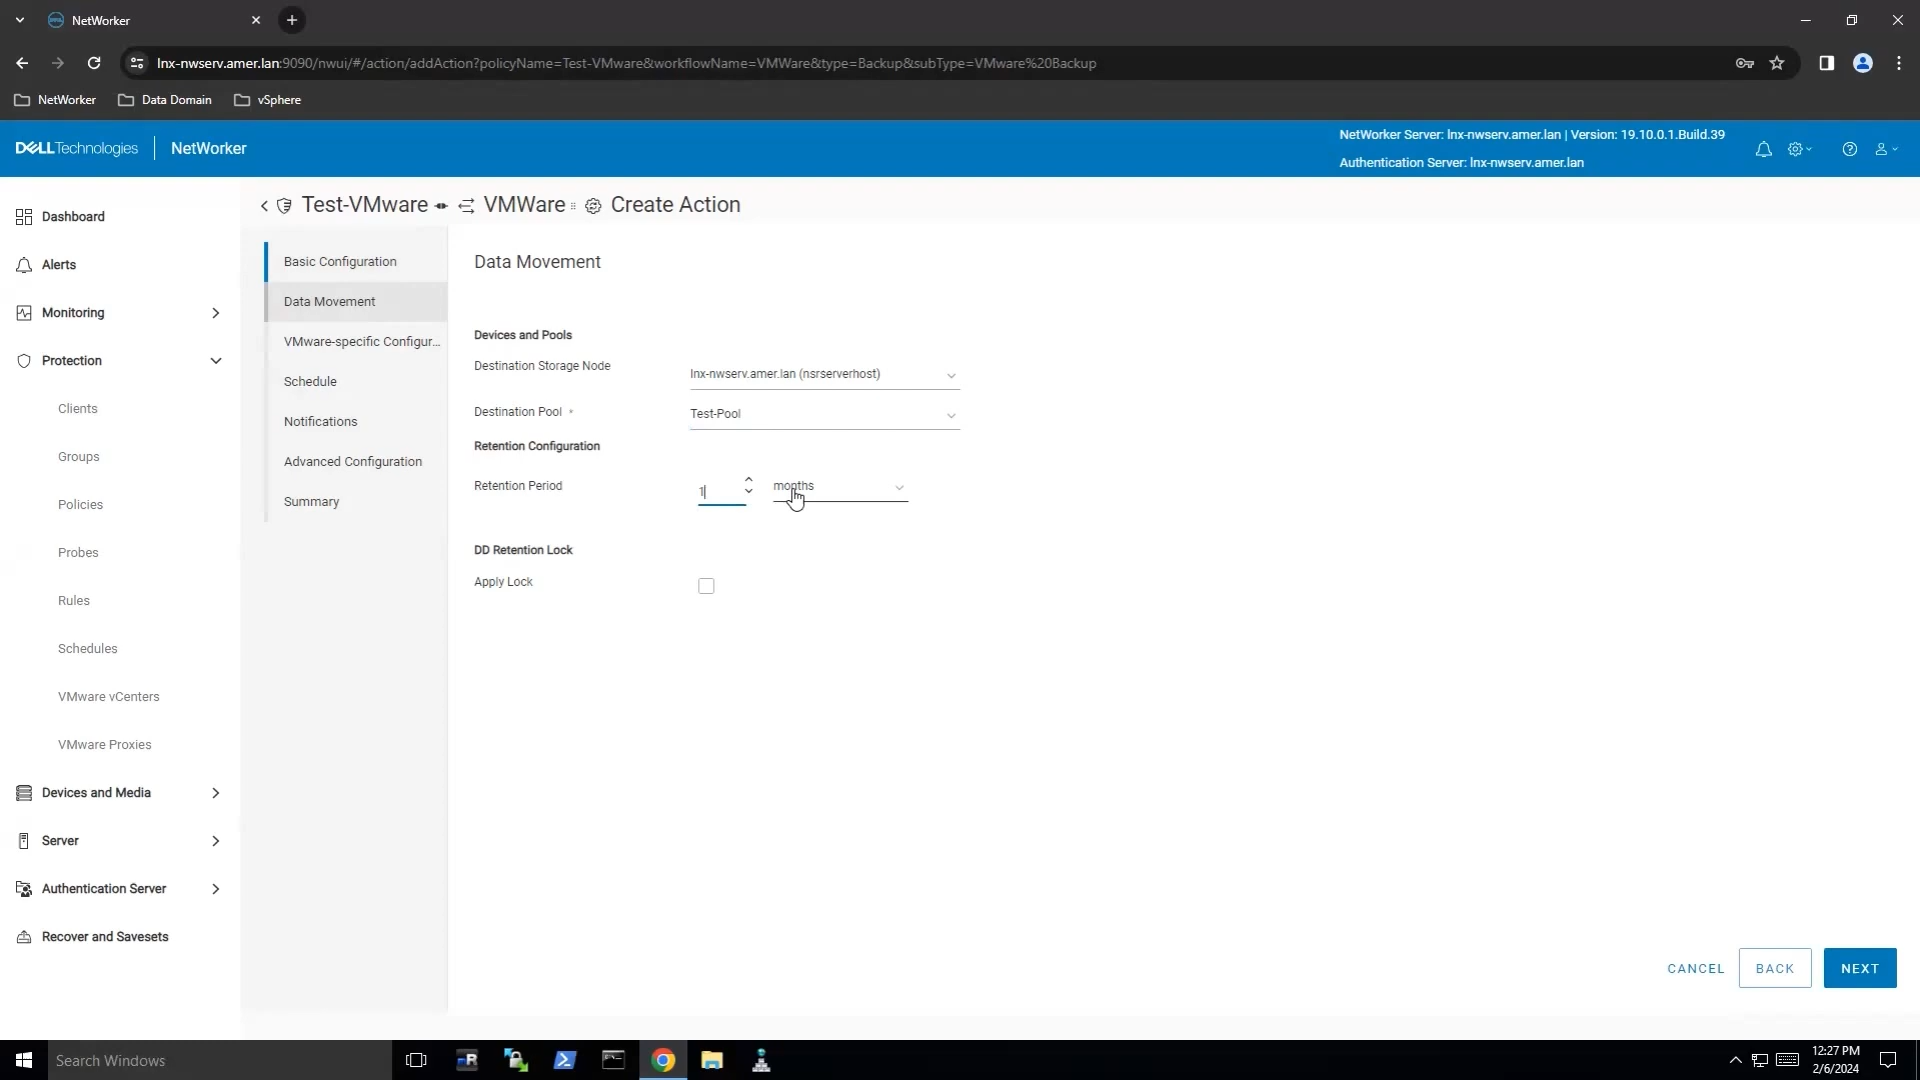 NetWorker
lnx-nwserv.amer.lan:9090/nwui/#/action/addAction?policyName=Test-VMware&workflowName=VMWare&type=Backup&subType=VMware%20Backup
NetWorker
Data Domain
vSphere
DELLTechnologies
NetWorker
NetWorker Server: lnx-nwserv.amer.lan | Version: 19.10.0.1.Build.39
Authentication Server: lnx-nwserv.amer.lan
Dashboard
Alerts
Monitoring
Protection
Clients
Groups
Policies
Probes
Rules
Schedules
VMware vCenters
VMware Proxies
Devices and Media
Server
Authentication Server
Recover and Savesets
Test-VMware
VMWare
Create Action
Basic Configuration
Data Movement
VMware-specific Configur...
Schedule
Notifications
Advanced Configuration
Summary
Data Movement
Devices and Pools
Destination Storage Node
lnx-nwserv.amer.lan (nsrserverhost)
Destination Pool *
Test-Pool
Retention Configuration
Retention Period
1
months
DD Retention Lock
Apply Lock
CANCEL
BACK
NEXT
Search Windows
12:27 PM
2/6/2024